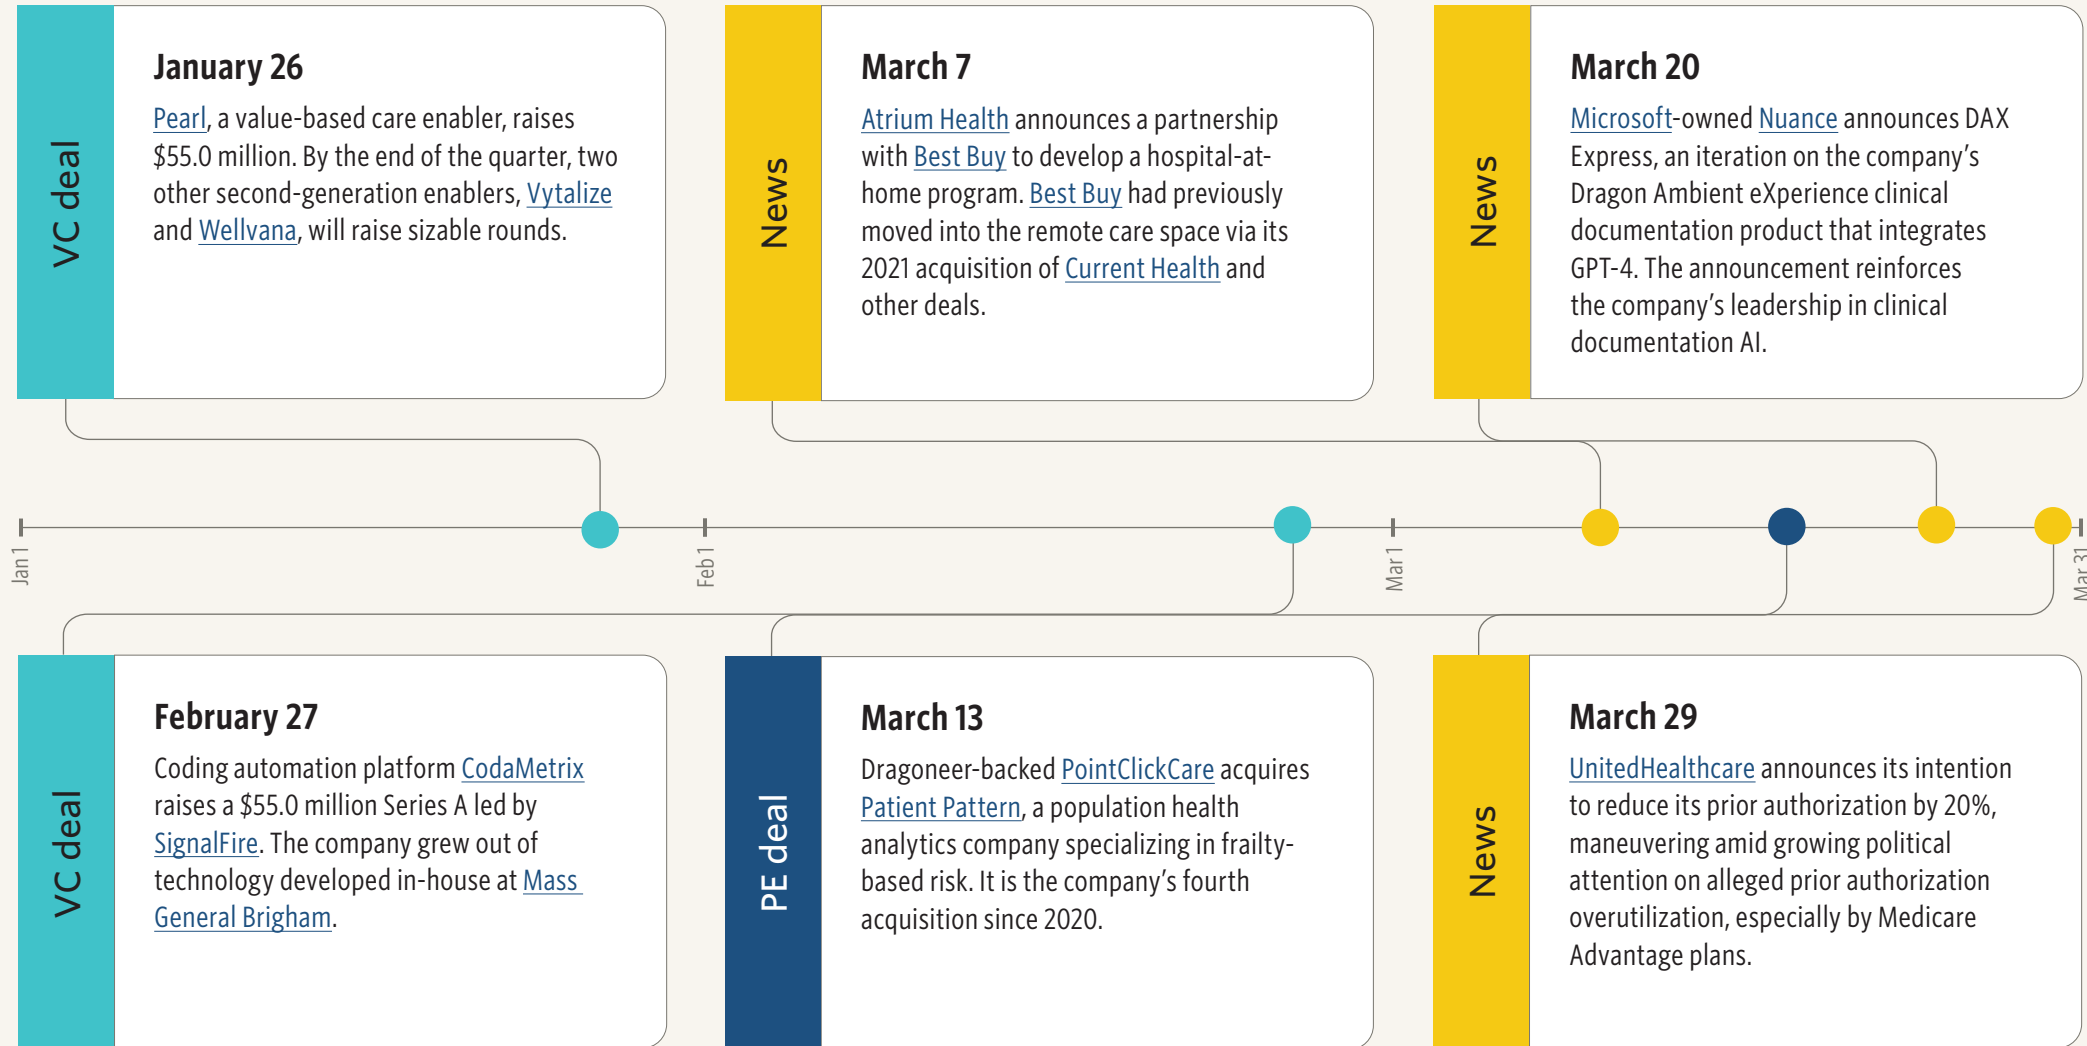 VC deal
January 26
Pearl, a value-based care enabler, raises
$55.0 million. By the end of the quarter, two
other second-generation enablers, Vytalize
and Wellvana, will raise sizable rounds.
News
March 7
Atrium Health announces a partnership
with Best Buy to develop a hospital-at-
home program. Best Buy had previously
moved into the remote care space via its
2021 acquisition of Current Health and
other deals.
News
March 20
Microsoft-owned Nuance announces DAX
Express, an iteration on the company’s
Dragon Ambient eXperience clinical
documentation product that integrates
GPT-4. The announcement reinforces
the company’s leadership in clinical
documentation AI.
Jan 1
Feb 1
Mar 1
Mar 31
VC deal
February 27
Coding automation platform CodaMetrix
raises a $55.0 million Series A led by
SignalFire. The company grew out of
technology developed in-house at Mass
General Brigham.
PE deal
March 13
Dragoneer-backed PointClickCare acquires
Patient Pattern, a population health
analytics company specializing in frailty-
based risk. It is the company’s fourth
acquisition since 2020.
News
March 29
UnitedHealthcare announces its intention
to reduce its prior authorization by 20%,
maneuvering amid growing political
attention on alleged prior authorization
overutilization, especially by Medicare
Advantage plans.